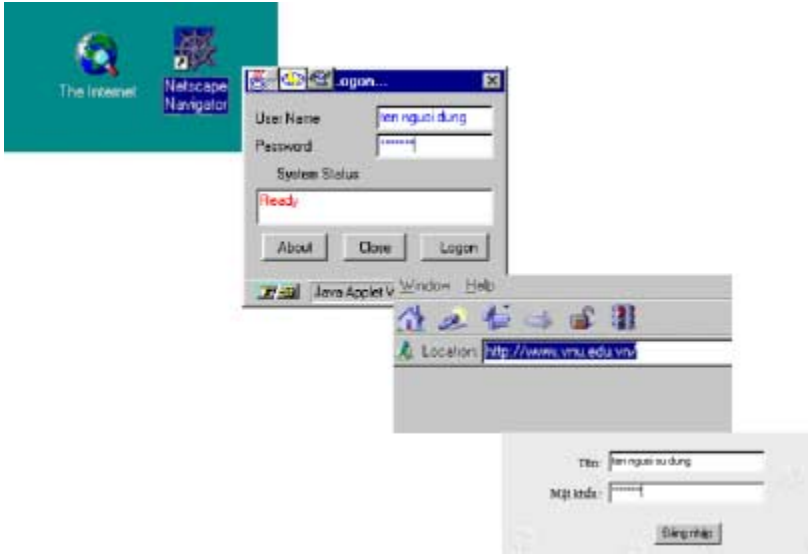 The Internet
Netscape
Navigator
Logon...
User Name
ten nguoi dung
Password
*******
System Status
Ready
About
Close
Logon
Java Applet
Window Help
Location:
http://www.vnu.edu.vn/
Tên:
ten nguoi su dung
Mật khẩu:
*******
Đăng nhập